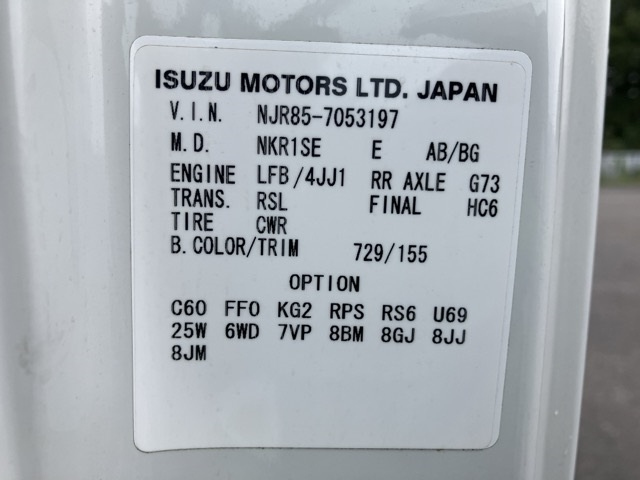 ISUZU MOTORS LTD. JAPAN
V.I.N. NJR85-7053197
M.D. NKR1SE E AB/BG
ENGINE LFB/4JJ1 RR AXLE G73
TRANS. RSL FINAL HC6
TIRE CWR
B.COLOR/TRIM 729/155
OPTION
C60 FF0 KG2 RPS RS6 U69
25W 6WD 7VP 8BM 8GJ 8JJ
8JM